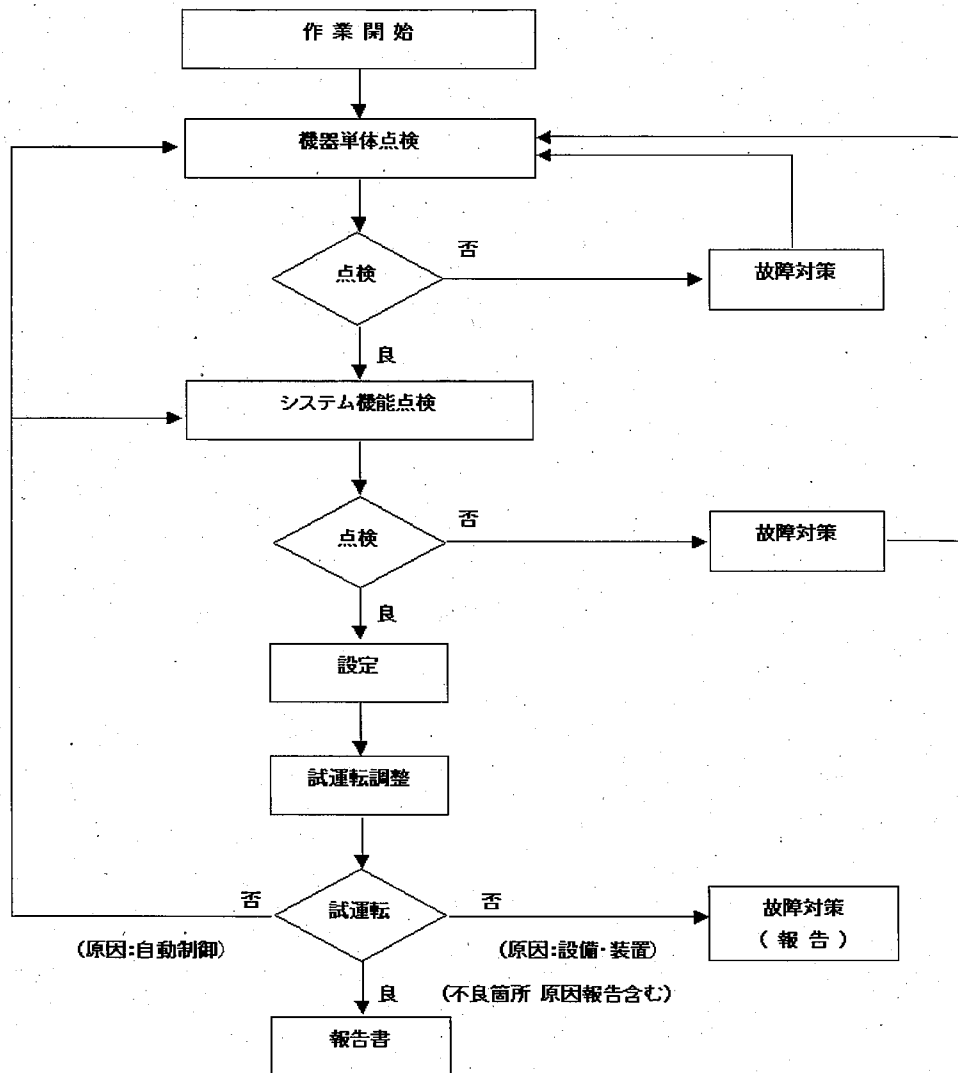 作業開始
機器単体点検
点検
否
故障対策
良
システム機能点検
点検
否
故障対策
良
設定
試運転調整
否
試運転
否
故障対策
(報告)
(原因:自動制御)
(原因:設備・装置)
良
(不良箇所 原因報告含む)
報告書